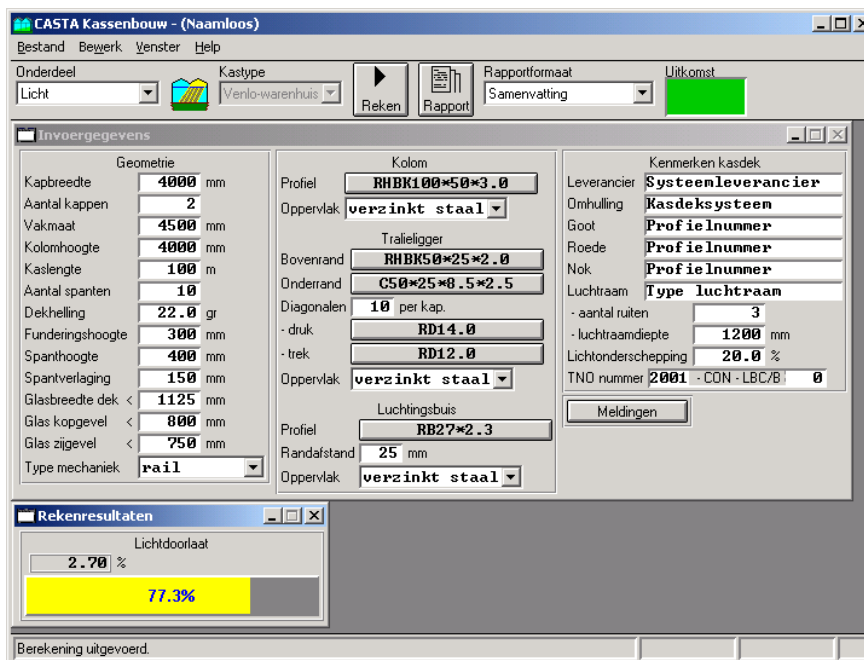 CASTA Kassenbouw - (Naamloos)
Bestand Bewerk Venster Help
Onderdeel
Licht
Kastype
Venlo-warenhuis
Reken
Rapport
Rapportformaat
Samenvatting
Uitkomst
Invoergegevens
Geometrie
Kapbreedte 4000 mm
Aantal kappen 2
Vakmaat 4500 mm
Kolomhoogte 4000 mm
Kaslengte 100 m
Aantal spanten 10
Dekhelling 22.0 gr
Funderingshoogte 300 mm
Spanthoogte 400 mm
Spantverlaging 150 mm
Glasbreedte dek < 1125 mm
Glas kopgevel < 800 mm
Glas zijgevel < 750 mm
Type mechaniek rail
Kolom
Profiel RHBK100*50*3.0
Oppervlak verzinkt staal
Tralieligger
Bovenrand RHBK50*25*2.0
Onderrand C50*25*8.5*2.5
Diagonalen 10 per kap.
- druk RD14.0
- trek RD12.0
Oppervlak verzinkt staal
Luchtingsbuis
Profiel RB27*2.3
Randafstand 25 mm
Oppervlak verzinkt staal
Kenmerken kasdek
Leverancier Systeemleverancier
Omhulling Kasdeksysteem
Goot Profielnummer
Roede Profielnummer
Nok Profielnummer
Luchtraam Type luchtraam
- aantal ruiten 3
- luchtraamdiepte 1200 mm
Lichtonderschepping 20.0 %
TNO nummer 2001 - CON - LBC/B 0
Meldingen
Rekenresultaten
Lichtdoorlaat
2.70 %
77.3%
Berekening uitgevoerd.